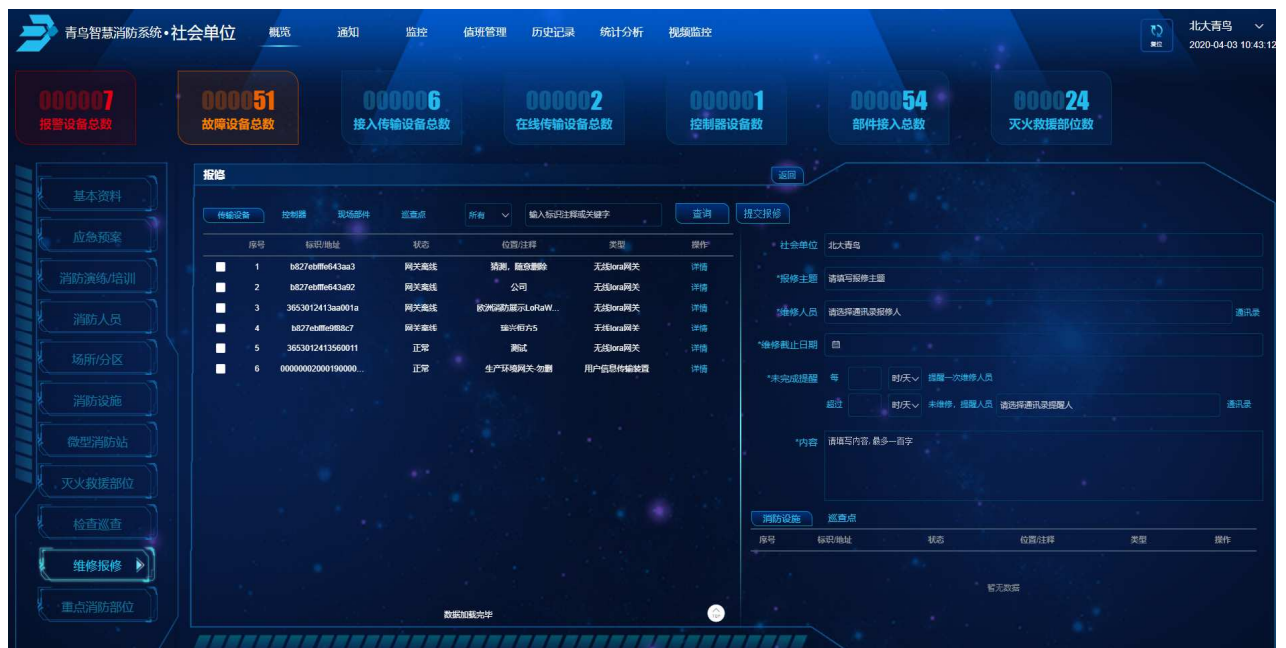 青鸟智慧消防系统•社会单位 概览 通知 监控 值班管理 历史记录 统计分析 视频监控 复位 北大青鸟
2020-04-03 10:43:12
0000007 000051 000006 000002 000001 000054 000024
报警设备总数 故障设备总数 接入传输设备总数 在线传输设备总数 控制器设备数 部件接入总数 灭火救援部位数
基本资料
应急预案
消防演练/培训
消防人员
场所/分区
消防设施
微型消防站
灭火救援部位
检查巡查
维修报修
重点消防部位
报修 返回
传输设备 控制器 现场部件 巡查点 所有 输入标识注释或关键字 查询 提交报修
序号 标识/地址 状态 位置/注释 类型 操作
1 b827ebfffe643aa3 网关离线 猜测，随意删除 无线lora网关 详情
2 b827ebfffe643a92 网关离线 公司 无线lora网关 详情
3 3653012413aa001a 网关离线 欧洲消防展示LoRaW... 无线lora网关 详情
4 b827ebfffe9f88c7 网关离线 瑞兴恒方5 无线lora网关 详情
5 3653012413560011 正常 测试 无线lora网关 详情
6 00000002000190000... 正常 生产环境网关-勿删 用户信息传输装置 详情
数据加载完毕
*社会单位 北大青鸟
*报修主题 请填写报修主题
*维修人员 请选择通讯录报修人 通讯录
*维修截止日期
*未完成提醒 每 时/天 提醒一次维修人员
超过 时/天 未维修，提醒人员 请选择通讯录提醒人 通讯录
*内容 请填写内容,最多一百字
消防设施 巡查点
序号 标识/地址 状态 位置/注释 类型 操作
暂无数据